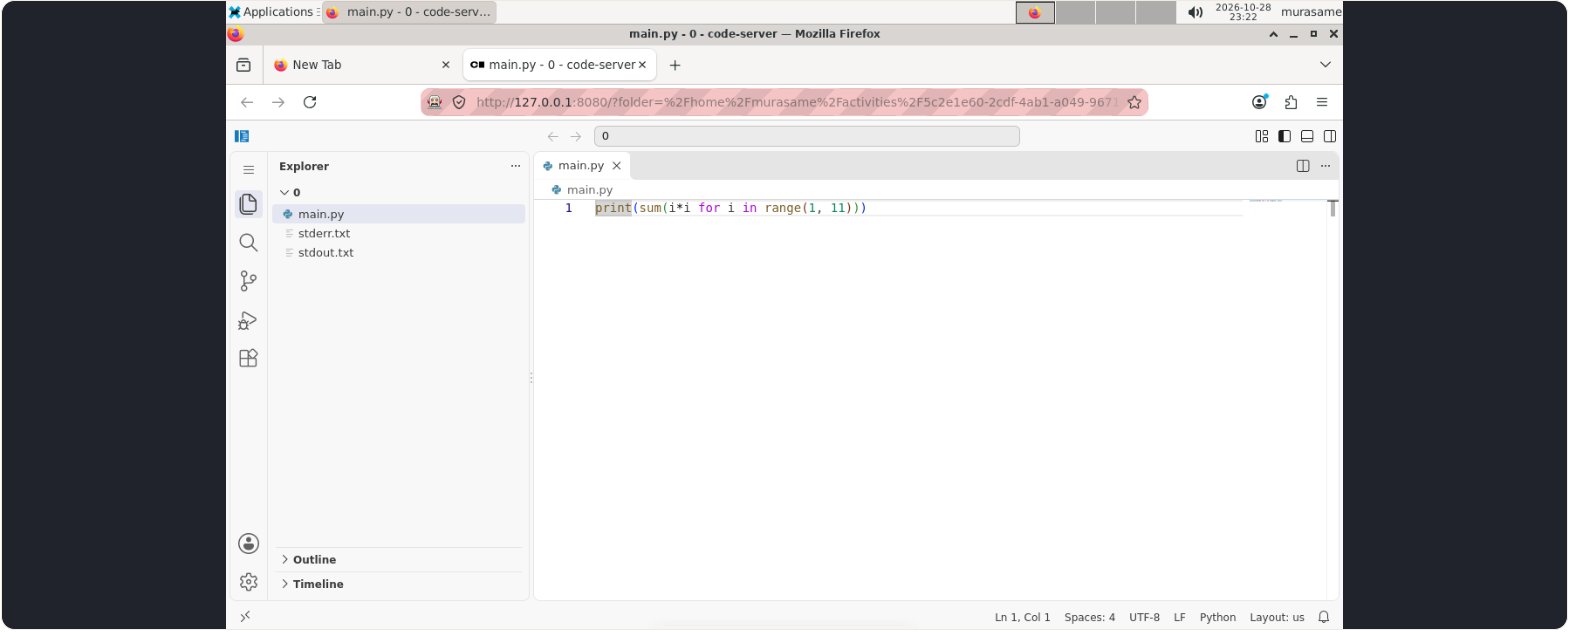 Applications
main.py - 0 - code-serv...
2026-10-28
23:22
murasame
main.py - 0 - code-server — Mozilla Firefox
New Tab
main.py - 0 - code-server
http://127.0.0.1:8080/?folder=%2Fhome%2Fmurasame%2Factivities%2F5c2e1e60-2cdf-4ab1-a049-9671
0
Explorer
main.py
0
main.py
main.py
1 print(sum(i*i for i in range(1, 11)))
stderr.txt
stdout.txt
Outline
Timeline
Ln 1, Col 1
Spaces: 4
UTF-8
LF
Python
Layout: us